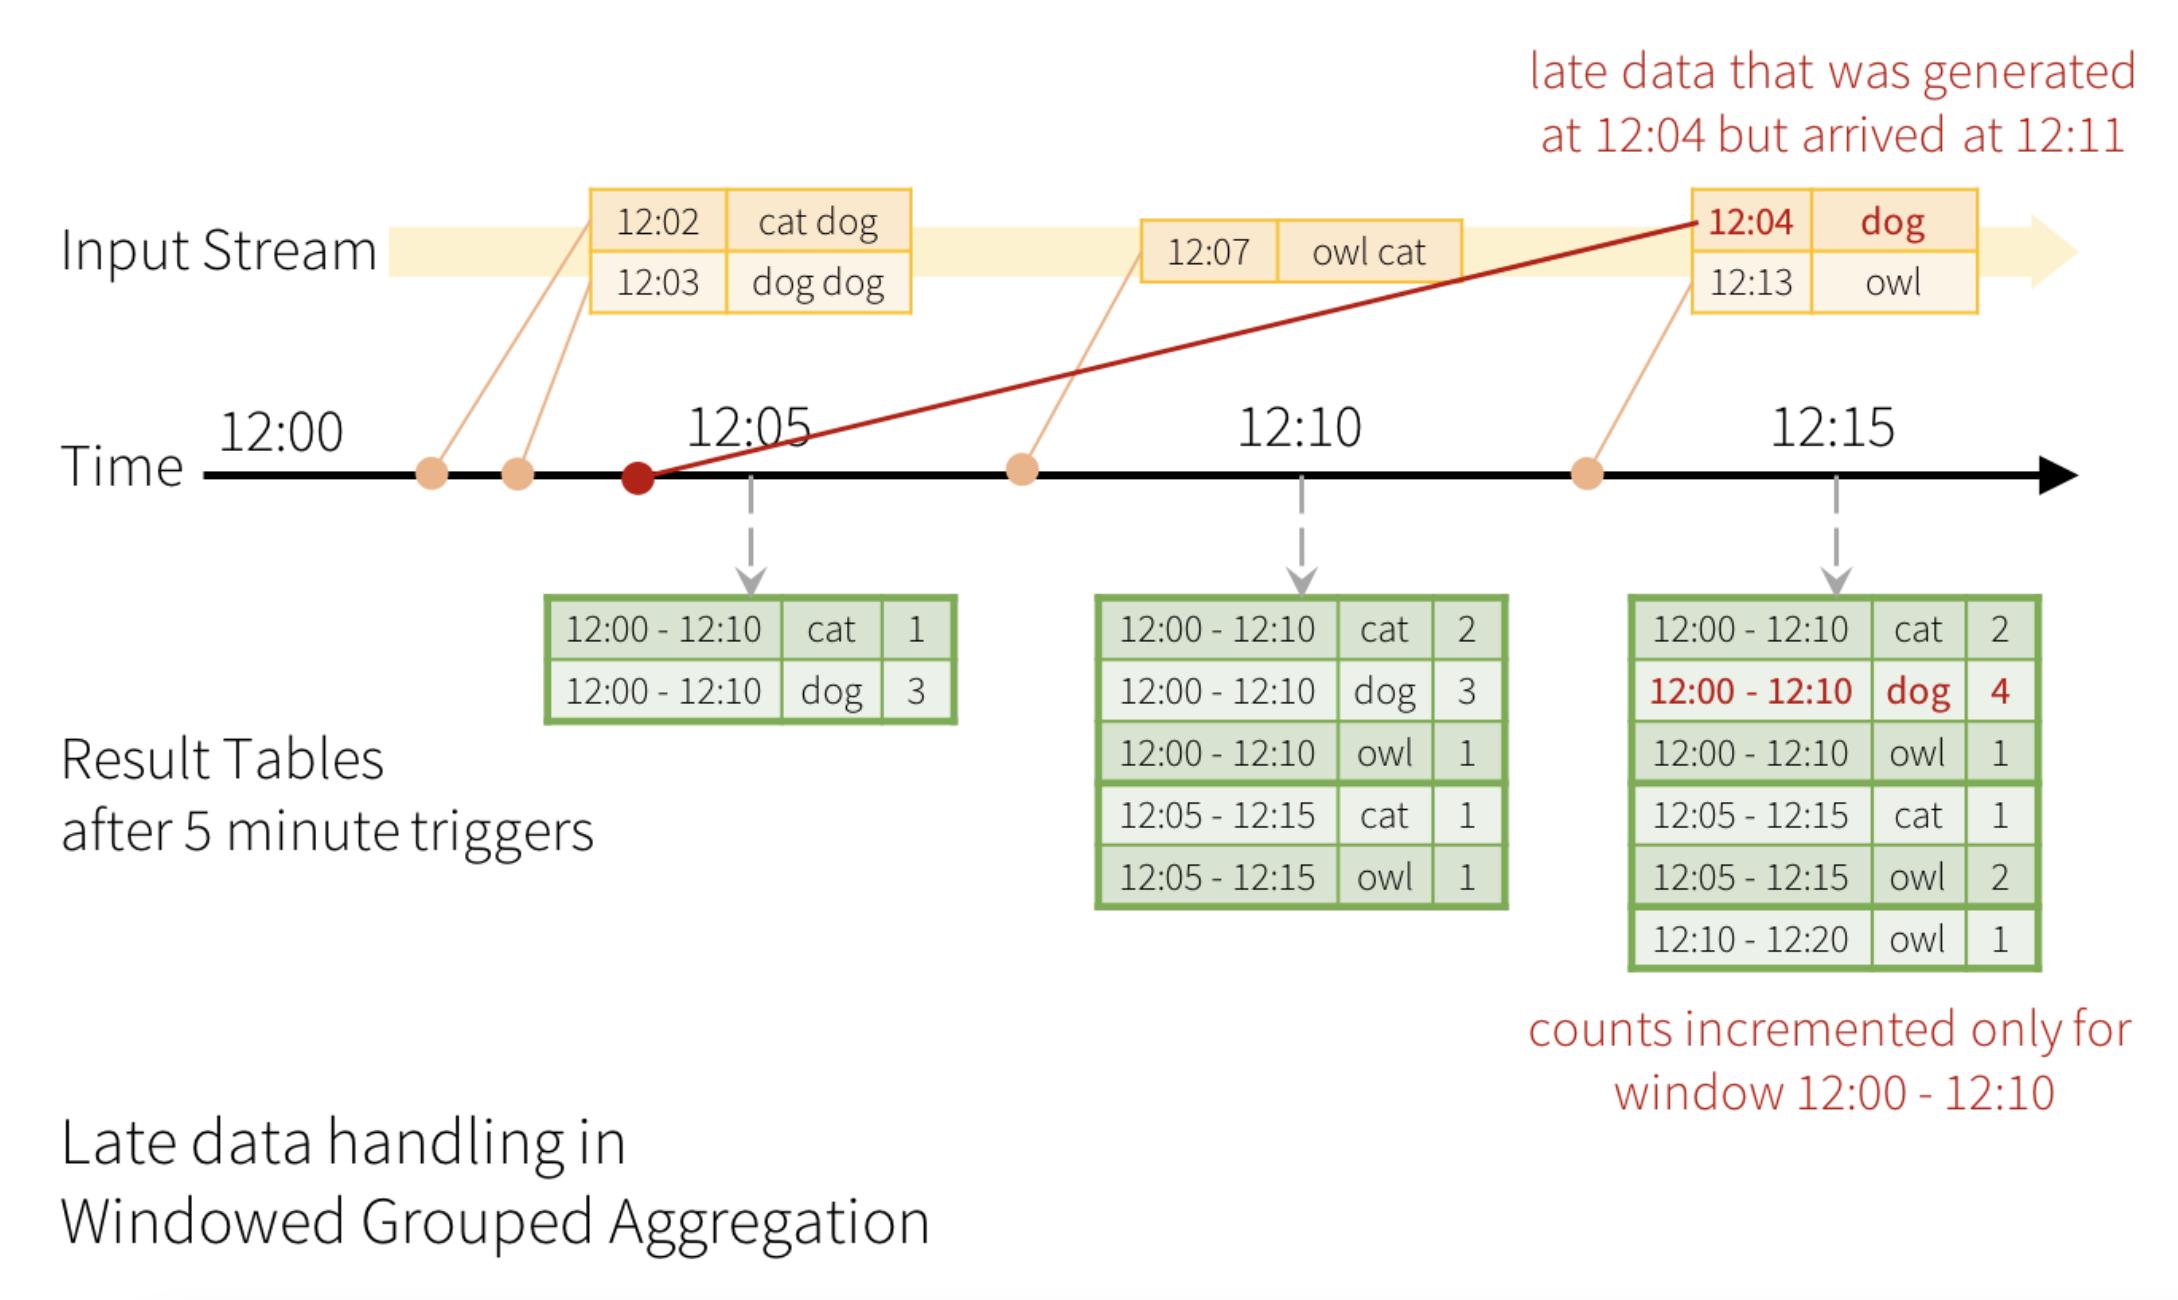 late data that was generated
at 12:04 but arrived at 12:11
Input Stream
12:02 cat dog
12:03 dog dog
12:07 owl cat
12:04 dog
12:13 owl
Time
12:00
12:05
12:10
12:15
12:00 - 12:10 cat 1
12:00 - 12:10 dog 3
12:00 - 12:10 cat 2
12:00 - 12:10 dog 3
12:00 - 12:10 owl 1
12:05 - 12:15 cat 1
12:05 - 12:15 owl 1
12:00 - 12:10 cat 2
12:00 - 12:10 dog 4
12:00 - 12:10 owl 1
12:05 - 12:15 cat 1
12:05 - 12:15 owl 2
12:10 - 12:20 owl 1
Result Tables
after 5 minute triggers
counts incremented only for
window 12:00 - 12:10
Late data handling in
Windowed Grouped Aggregation